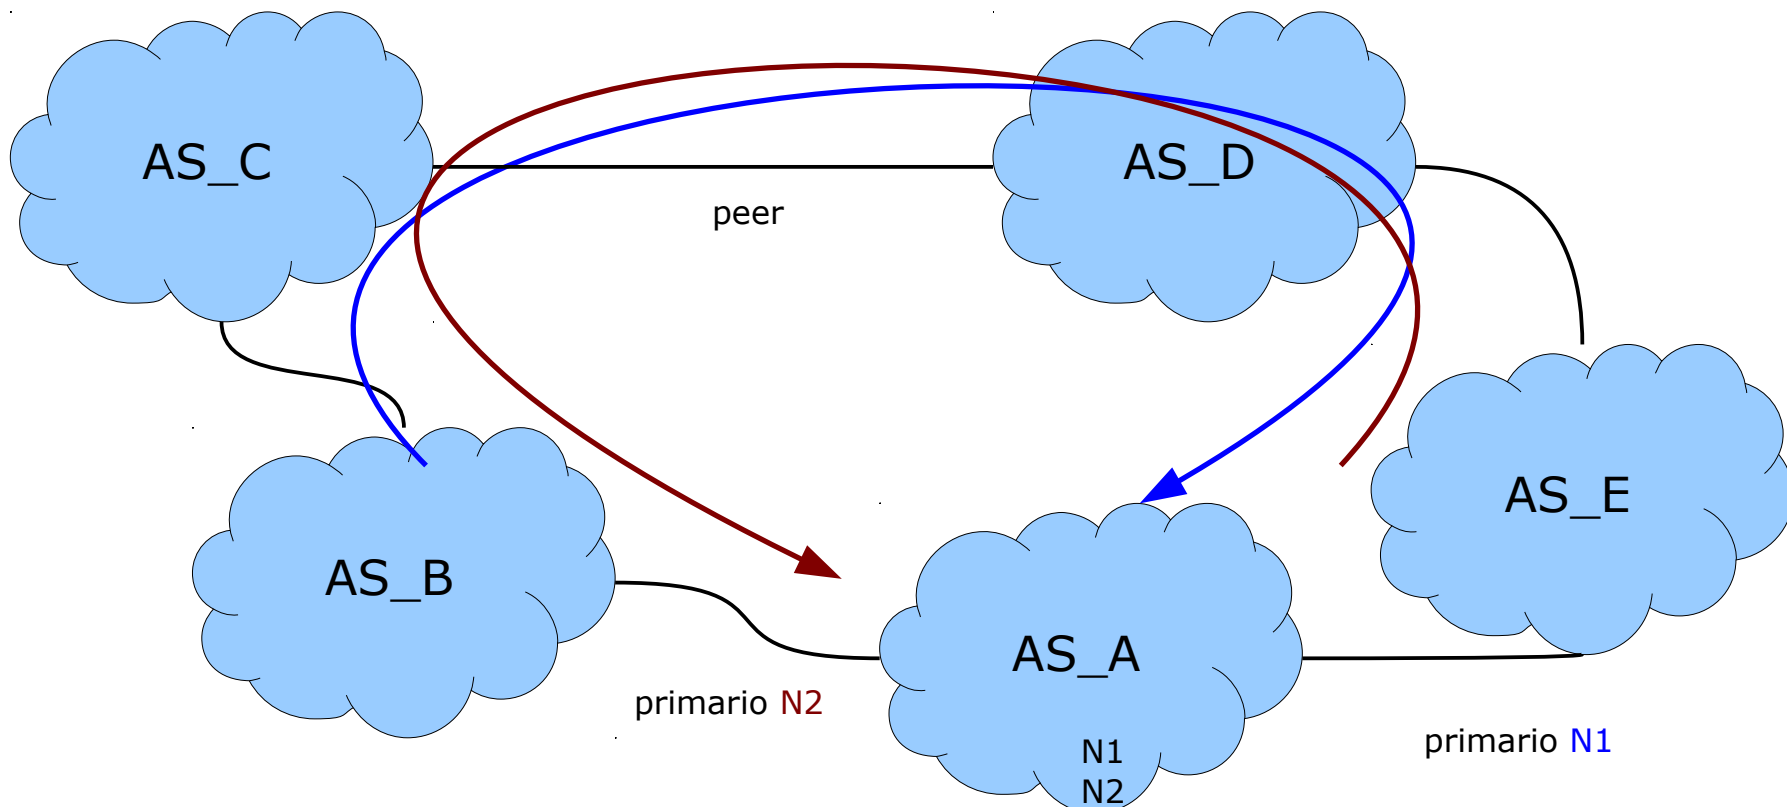 AS_C
AS_D
peer
AS_E
AS_B
AS_A
primario N2
primario N1
N1
N2